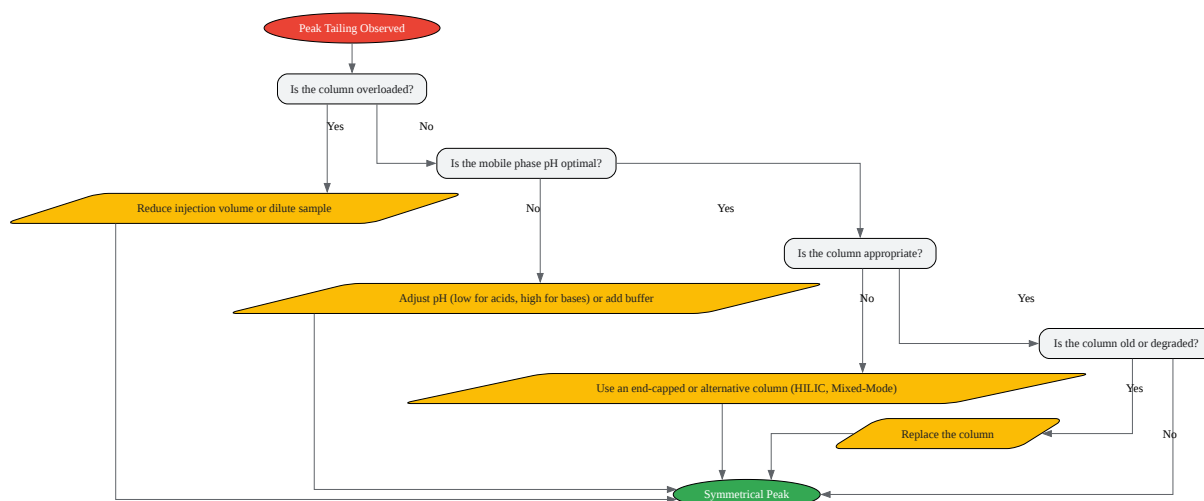 Peak Tailing Observed
Is the column overloaded?
Yes
No
Is the mobile phase pH optimal?
Reduce injection volume or dilute sample
No
Yes
Is the column appropriate?
Adjust pH (low for acids, high for bases) or add buffer
No
Yes
Is the column old or degraded?
Use an end-capped or alternative column (HILIC, Mixed-Mode)
Yes
Replace the column
No
Symmetrical Peak